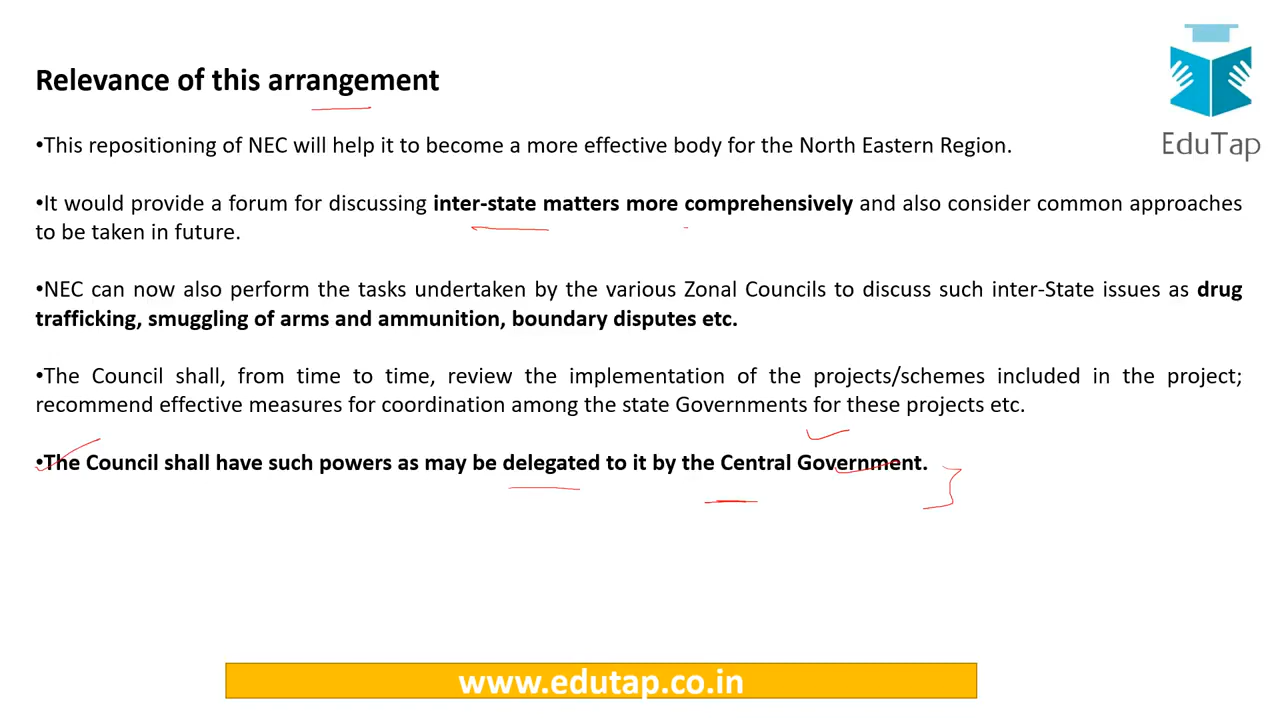 Relevance of this arrangement
EduTap
•This repositioning of NEC will help it to become a more effective body for the North Eastern Region.
•It would provide a forum for discussing inter-state matters more comprehensively and also consider common approaches
to be taken in future.
•NEC can now also perform the tasks undertaken by the various Zonal Councils to discuss such inter-State issues as drug
trafficking, smuggling of arms and ammunition, boundary disputes etc.
•The Council shall, from time to time, review the implementation of the projects/schemes included in the project;
recommend effective measures for coordination among the state Governments for these projects etc.
•The Council shall have such powers as may be delegated to it by the Central Government.
www.edutap.co.in